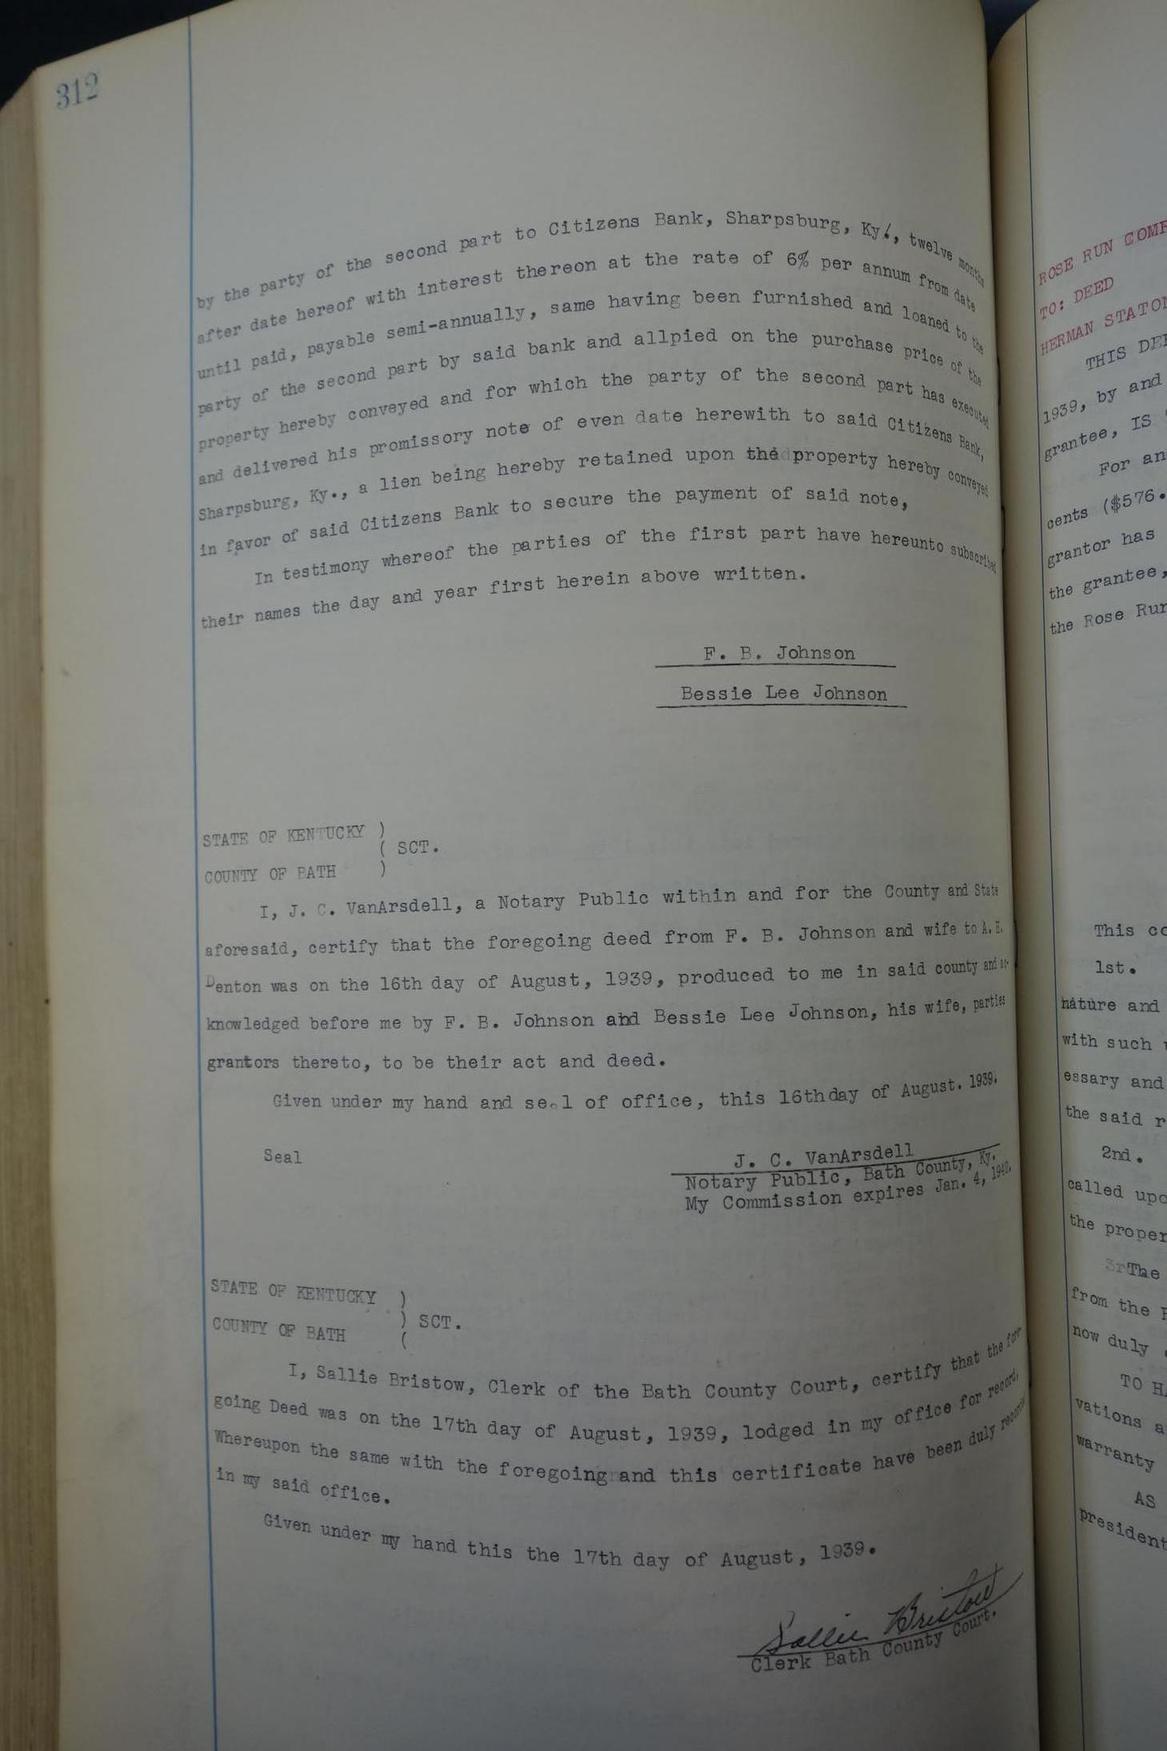 312
by the party of the second part to Citizens Bank, Sharpsburg, Ky., twelve months
after date hereof with interest thereon at the rate of 6% per annum from date
until paid, payable semi-annually, same having been furnished and loaned to the
party of the second part by said bank and allpied on the purchase price of the
property hereby conveyed and for which the party of the second part has executed
and delivered his promissory note of even date herewith to said Citizens Bank,
Sharpsburg, Ky., a lien being hereby retained upon the property hereby conveyed
in favor of said Citizens Bank to secure the payment of said note,
In testimony whereof the parties of the first part have hereunto subscribed
their names the day and year first herein above written.
F. B. Johnson
Bessie Lee Johnson
STATE OF KENTUCKY )
( SCT.
COUNTY OF BATH )
I, J. C. VanArsdell, a Notary Public within and for the County and State
aforesaid, certify that the foregoing deed from F. B. Johnson and wife to A. H.
Denton was on the 16th day of August, 1939, produced to me in said county and ac-
knowledged before me by F. B. Johnson and Bessie Lee Johnson, his wife, parties
grantors thereto, to be their act and deed.
Given under my hand and seal of office, this 16thday of August. 1939.
Seal
J. C. VanArsdell
Notary Public, Bath County, Ky.
My Commission expires Jan. 4, 1942.
STATE OF KENTUCKY )
) SCT.
COUNTY OF BATH (
I, Sallie Bristow, Clerk of the Bath County Court, certify that the fore-
going Deed was on the 17th day of August, 1939, lodged in my office for record,
Whereupon the same with the foregoing and this certificate have been duly recorded
in my said office.
Given under my hand this the 17th day of August, 1939.
Sallie Bristow
Clerk Bath County Court.
ROSE RUN
TO: DEED
HERMAN
THIS
1939, by and
grantee, IS
For
cents ($576.
grantor has
the grantee,
the Rose Run
This
1st.
nature and
with such
essary and
the said
2nd.
called
the
The
from the
now duly
TO
warranty
AS
president